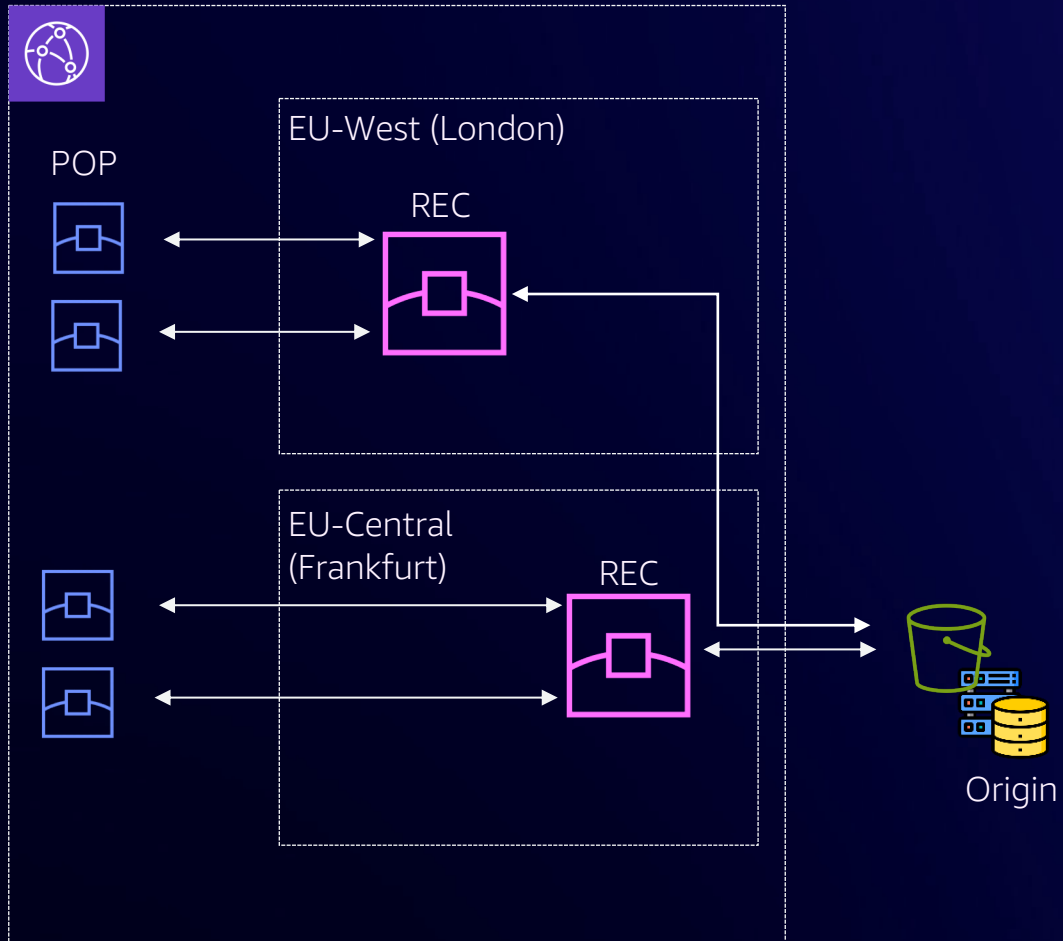 EU-West (London)
POP
REC
EU-Central
(Frankfurt)
REC
Origin